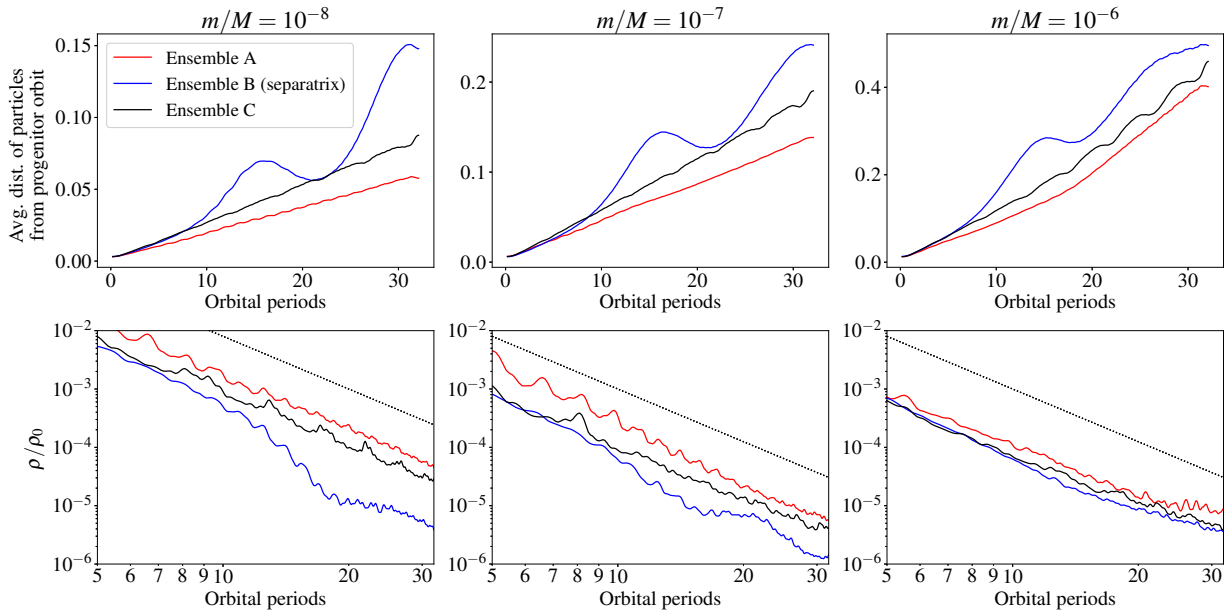 m/M = 10⁻⁸
m/M = 10⁻⁷
m/M = 10⁻⁶
Avg. dist. of particles
from progenitor orbit
0.15
0.10
0.05
0.00
Ensemble A
Ensemble B (separatrix)
Ensemble C
0 10 20 30
Orbital periods
0.2
0.1
0.0
0 10 20 30
Orbital periods
0.4
0.2
0.0
0 10 20 30
Orbital periods
ρ/ρ₀
10⁻²
10⁻³
10⁻⁴
10⁻⁵
10⁻⁶
5 6 7 8 9 10 20 30
Orbital periods
10⁻²
10⁻³
10⁻⁴
10⁻⁵
10⁻⁶
5 6 7 8 9 10 20 30
Orbital periods
10⁻²
10⁻³
10⁻⁴
10⁻⁵
10⁻⁶
5 6 7 8 9 10 20 30
Orbital periods